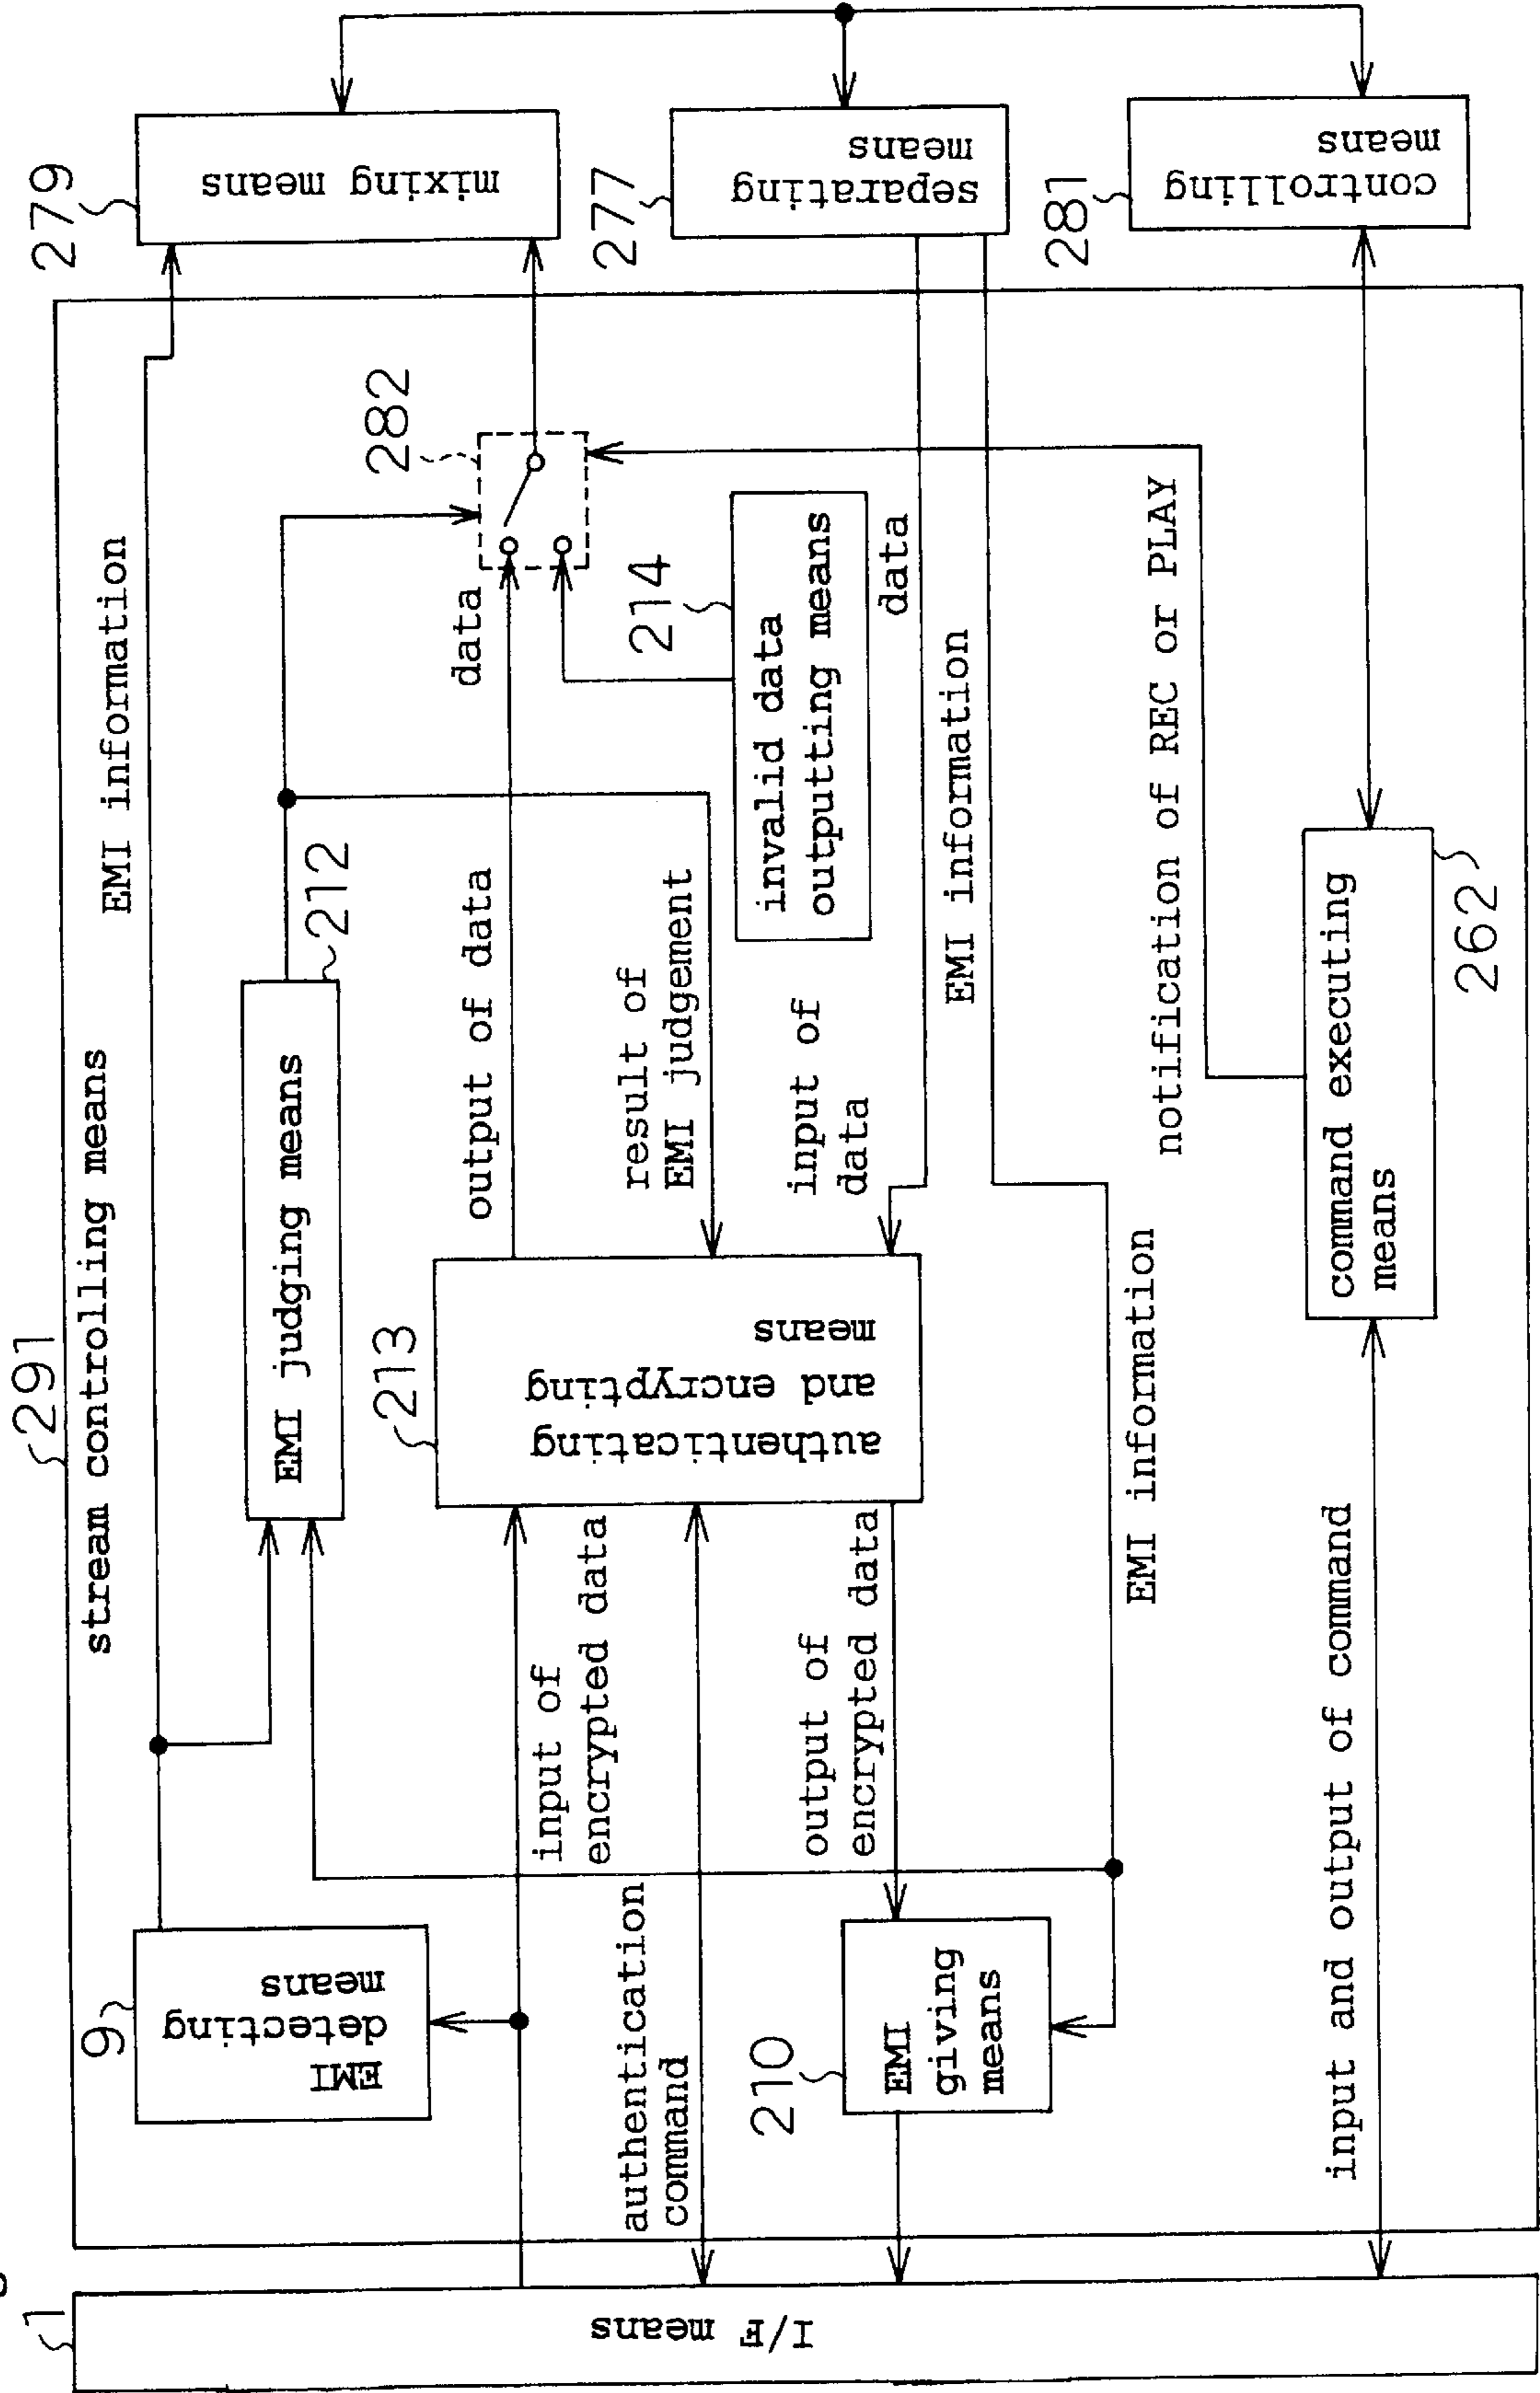 291
stream controlling means
1
I/F means
9
EMI
detecting
means
EMI information
279
mixing means
EMI judging means
212
282
data
output of data
result of
EMI judgement
213
authenticating
and encrypting
means
input of
encrypted data
authentication
command
output of
encrypted data
210
EMI
giving
means
214
invalid data
outputting means
277
separating
means
data
input of
data
EMI information
EMI information
notification of REC or PLAY
281
controlling
means
command executing
means
262
input and output of command